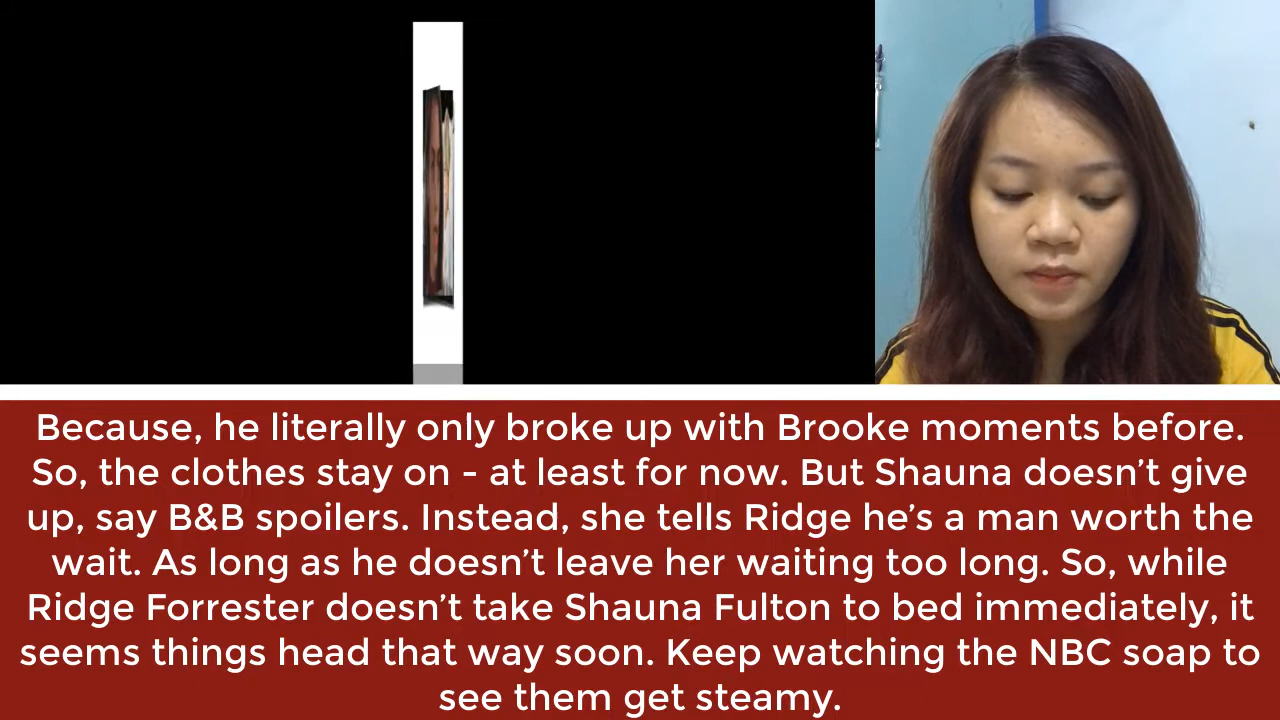 Because, he literally only broke up with Brooke moments before.
So, the clothes stay on - at least for now. But Shauna doesn’t give
up, say B&B spoilers. Instead, she tells Ridge he’s a man worth the
wait. As long as he doesn’t leave her waiting too long. So, while
Ridge Forrester doesn’t take Shauna Fulton to bed immediately, it
seems things head that way soon. Keep watching the NBC soap to
see them get steamy.